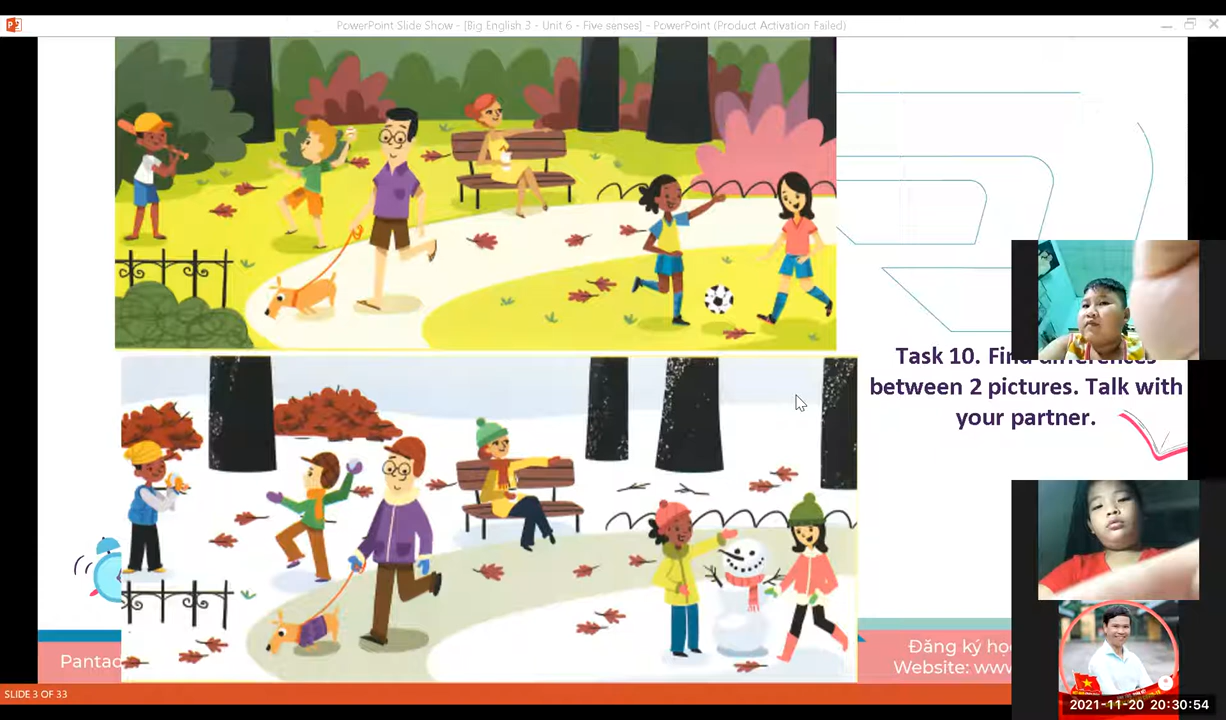 PowerPoint Slide Show - [Big English 3 - Unit 6 - Five senses] - PowerPoint (Product Activation Failed)
Task 10. Find differences
between 2 pictures. Talk with
your partner.
Đăng ký
Website: www
SLIDE 3 OF 33
2021-11-20 20:30:54